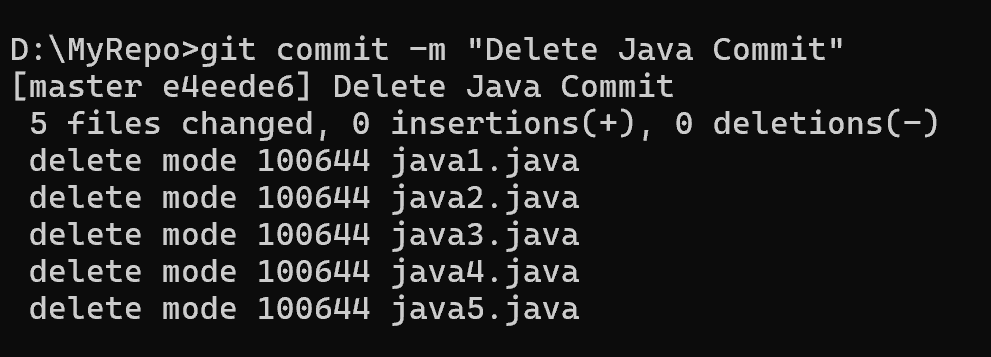 D:\MyRepo>git commit -m "Delete Java Commit"
[master e4eede6] Delete Java Commit
 5 files changed, 0 insertions(+), 0 deletions(-)
 delete mode 100644 java1.java
 delete mode 100644 java2.java
 delete mode 100644 java3.java
 delete mode 100644 java4.java
 delete mode 100644 java5.java